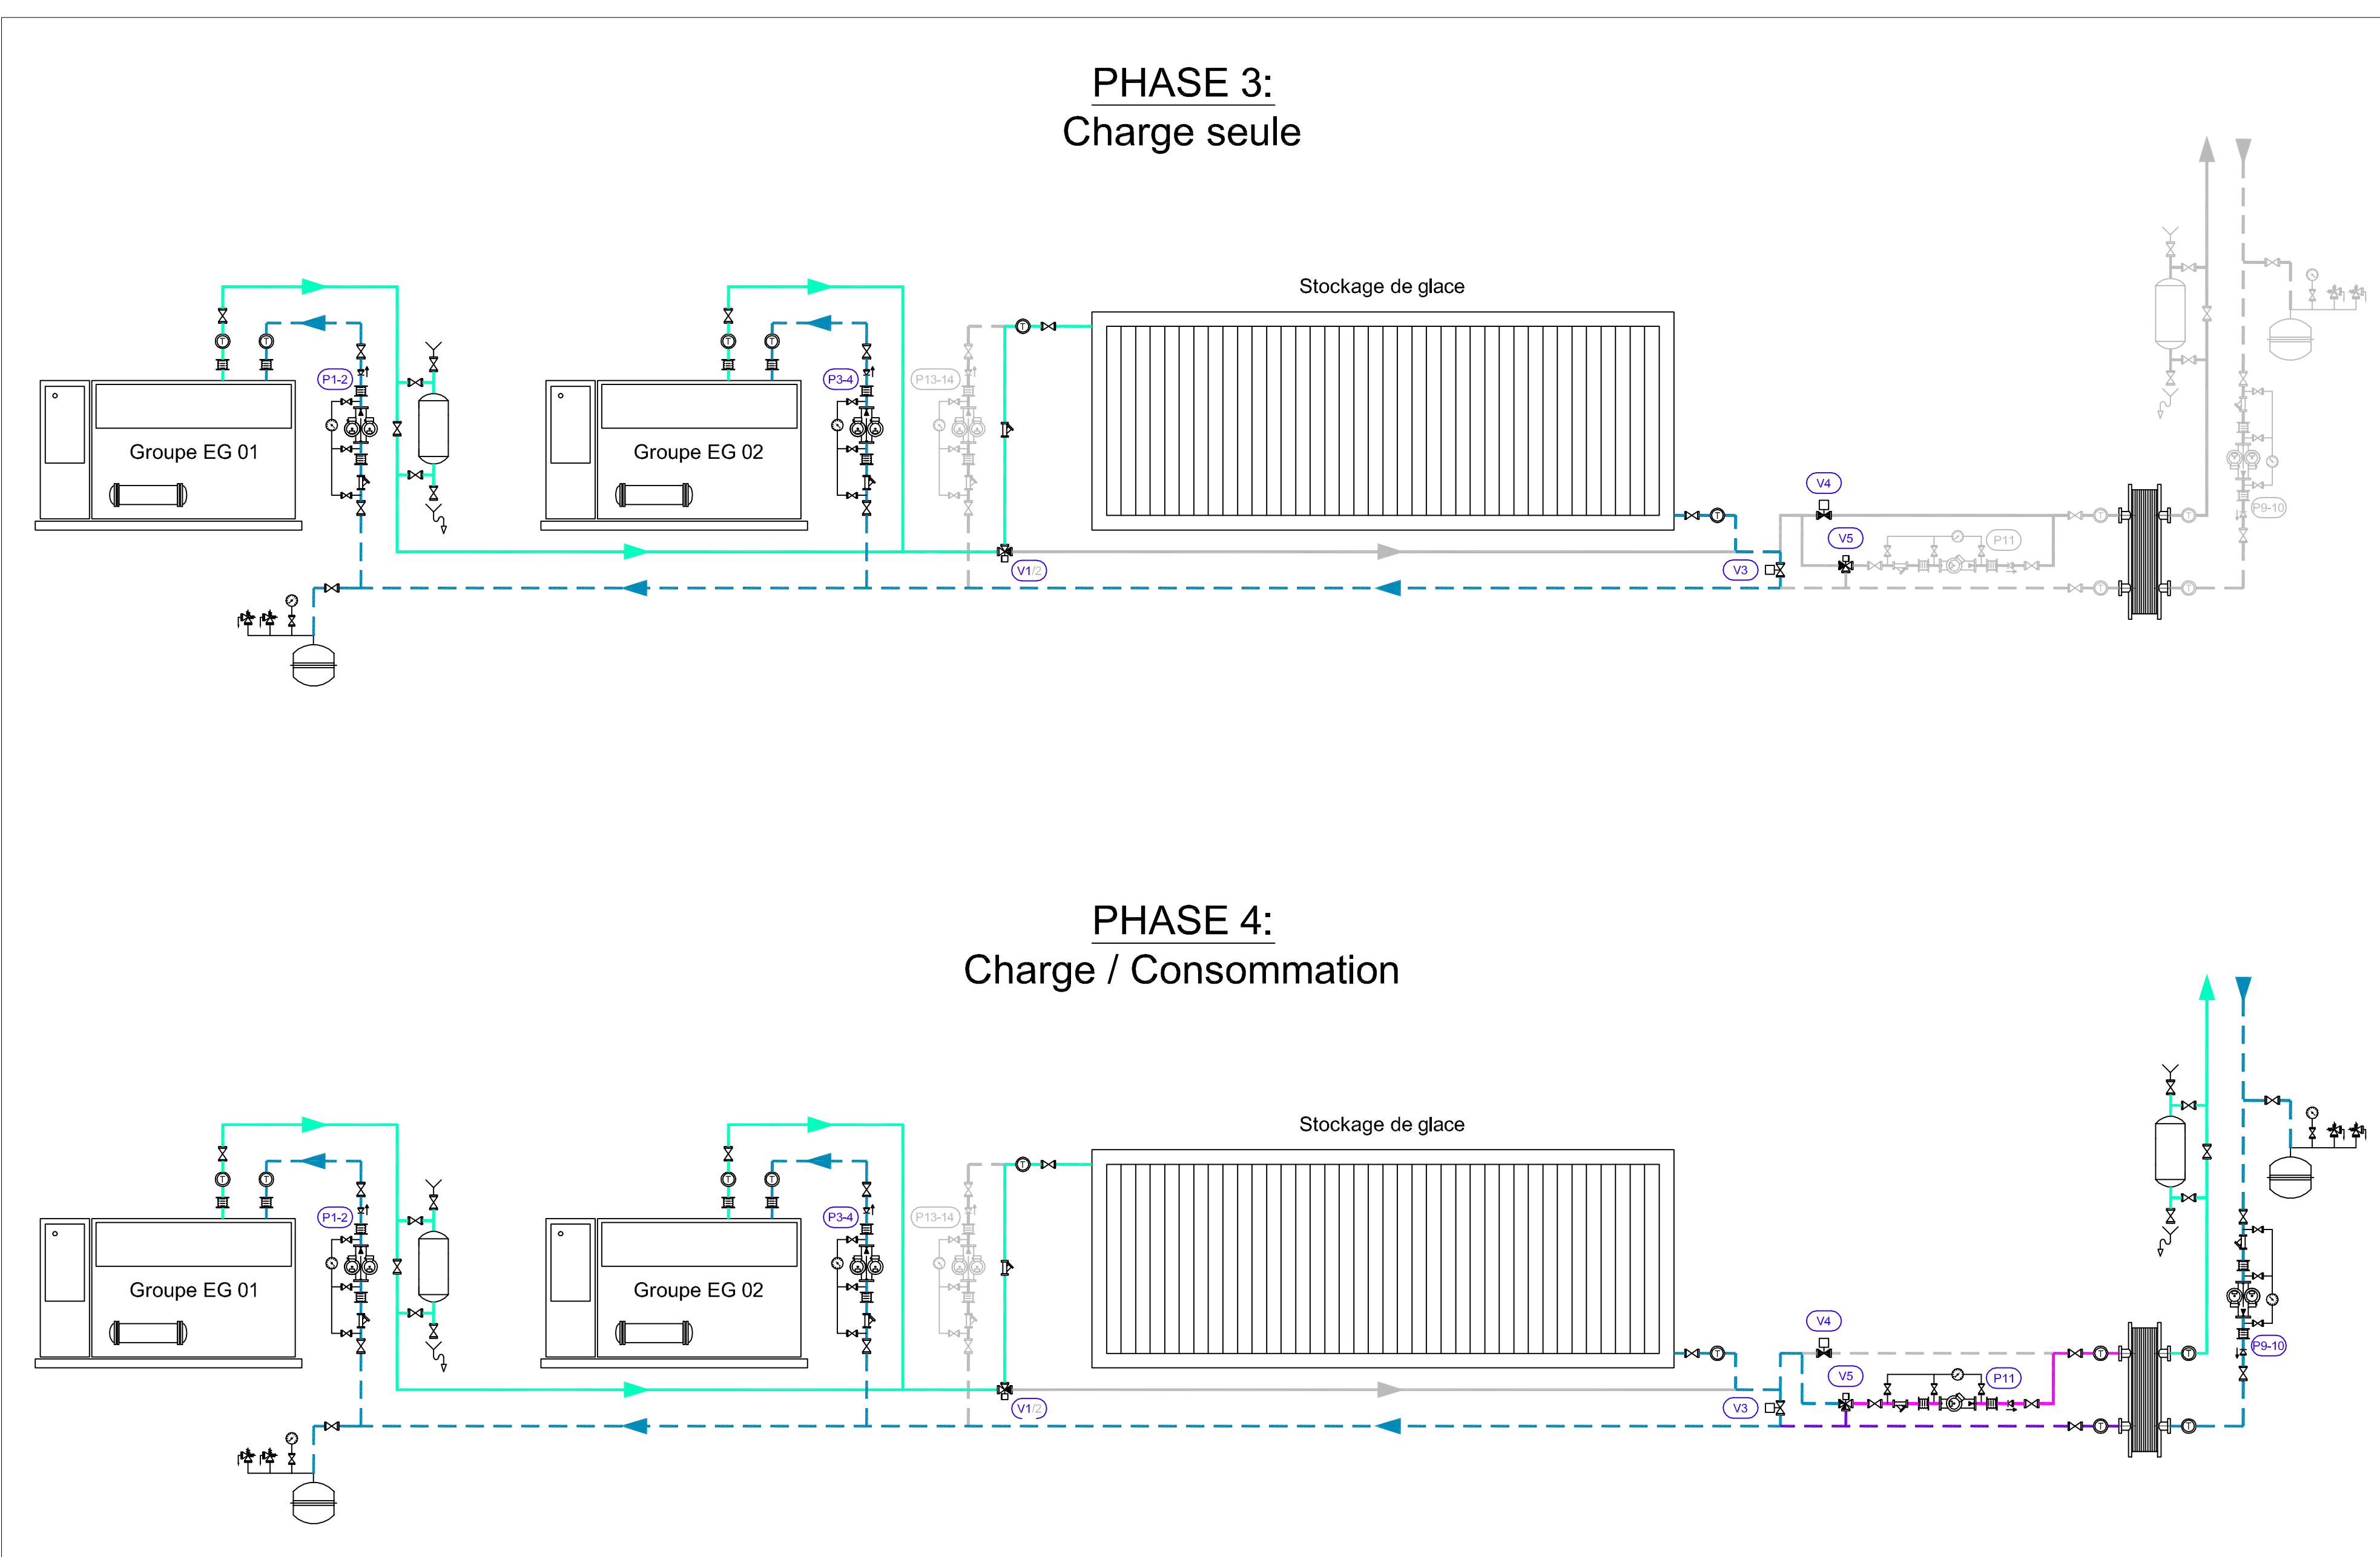 PHASE 3:
Charge seule
Stockage de glace
T
T
T
T
T
P1-2
P3-4
P13-14
Groupe EG 01
Groupe EG 02
V4
T
T
T
P9-10
V5
P11
V1/2
V3
T
T
PHASE 4:
Charge / Consommation
Stockage de glace
T
T
T
T
T
P1-2
P3-4
P13-14
Groupe EG 01
Groupe EG 02
V4
T
T
T
P9-10
V5
P11
V1/2
V3
T
T